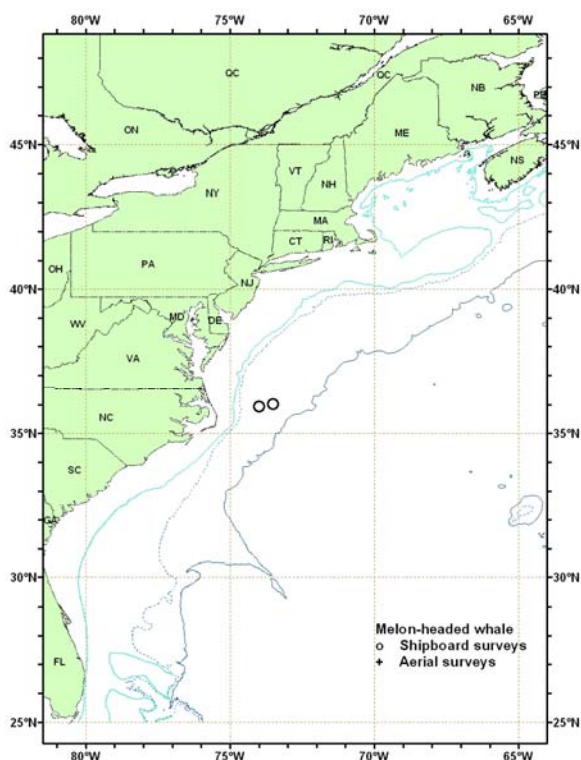 80°W 75°W 70°W 65°W
QC
QC
NB
PE
ON
ME
45°N 45°N
NS
VT
NH
NY
MA
CT RI
OH PA
40°N NJ 40°N
MD DE
WV
VA
NC
35°N 35°N
SC
GA
30°N 30°N
Melon-headed whale
Shipboard surveys
FL Aerial surveys
25°N 25°N
80°W 75°W 70°W 65°W